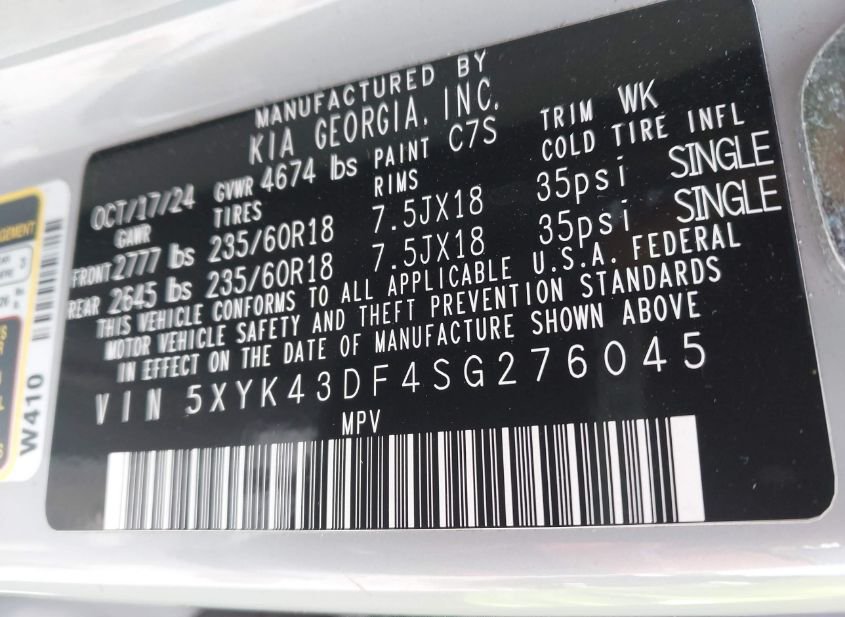 MANUFACTURED BY
KIA GEORGIA, INC.
OCT/17/24 GVWR 4674 lbs PAINT C7S TRIM WK
GAWR TIRES RIMS COLD TIRE INFL
FRONT 2777 lbs 235/60R18 7.5JX18 35psi SINGLE
REAR 2645 lbs 235/60R18 7.5JX18 35psi SINGLE
THIS VEHICLE CONFORMS TO ALL APPLICABLE U.S.A. FEDERAL
MOTOR VEHICLE SAFETY AND THEFT PREVENTION STANDARDS
IN EFFECT ON THE DATE OF MANUFACTURE SHOWN ABOVE
VIN 5XYK43DF4SG276045
MPV
W410